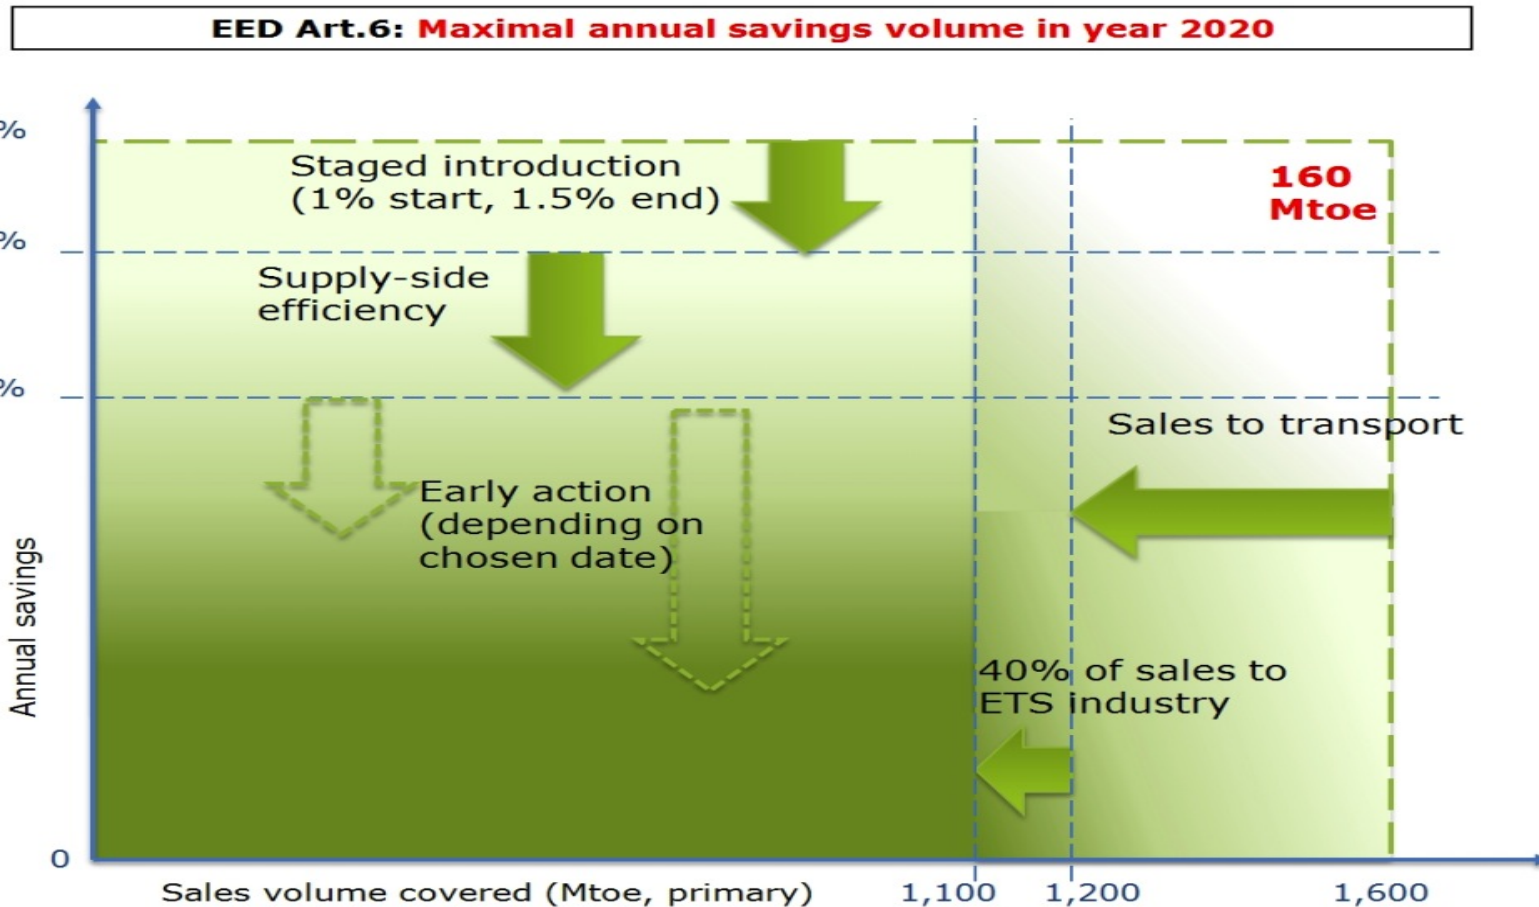 EED Art.6: Maximal annual savings volume in year 2020
%
Staged introduction
(1% start, 1.5% end)
160
Mtoe
%
Supply-side
efficiency
%
Sales to transport
Early action
(depending on
chosen date)
Annual savings
40% of sales to
ETS industry
0
Sales volume covered (Mtoe, primary)
1,100
1,200
1,600